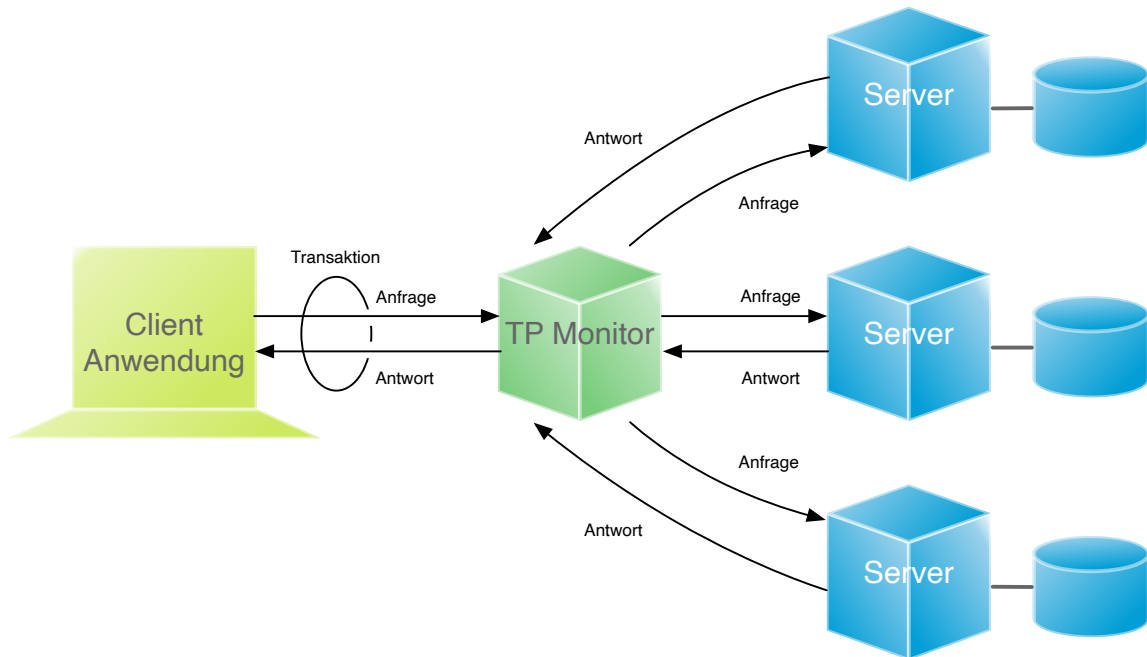 Server
Antwort
Anfrage
Transaktion
Anfrage
Client
Anwendung
TP Monitor
Antwort
Anfrage
Server
Antwort
Anfrage
Antwort
Server